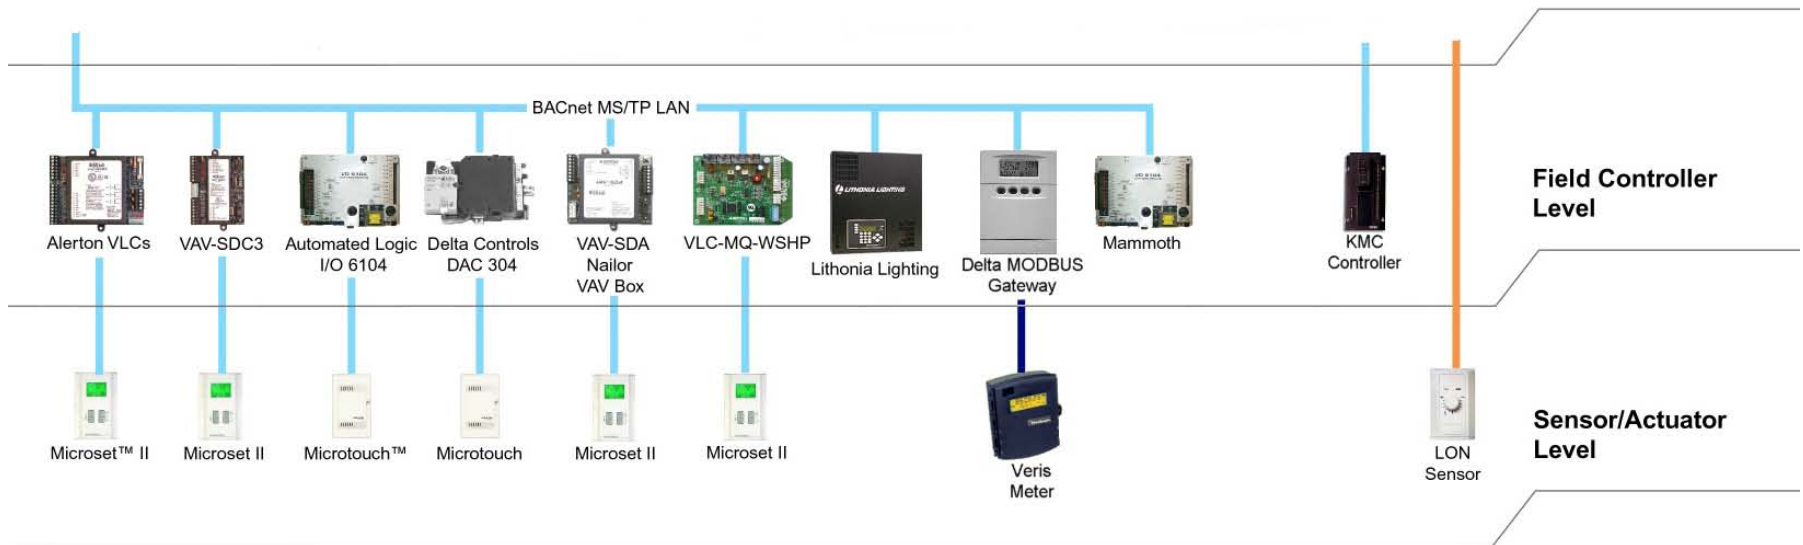 BACnet MS/TP LAN
Alerton VLCs
VAV-SDC3
Automated Logic
I/O 6104
Delta Controls
DAC 304
VAV-SDA
Nailor
VAV Box
VLC-MQ-WSHP
LITHONIA LIGHTING
Lithonia Lighting
Delta MODBUS
Gateway
Mammoth
KMC
Controller
Field Controller
Level
Microset™ II
Microset II
Microtouch™
Microtouch
Microset II
Microset II
Veris
Meter
LON
Sensor
Sensor/Actuator
Level